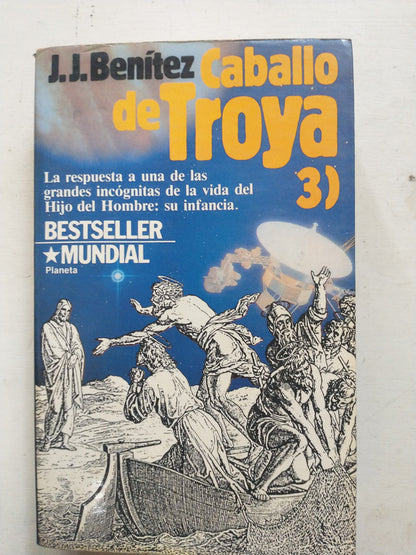 J.J. Benítez Caballo
de Troya
La respuesta a una de las
grandes incógnitas de la vida del
Hijo del Hombre: su infancia.
3)
BESTSELLER
★MUNDIAL
Planeta